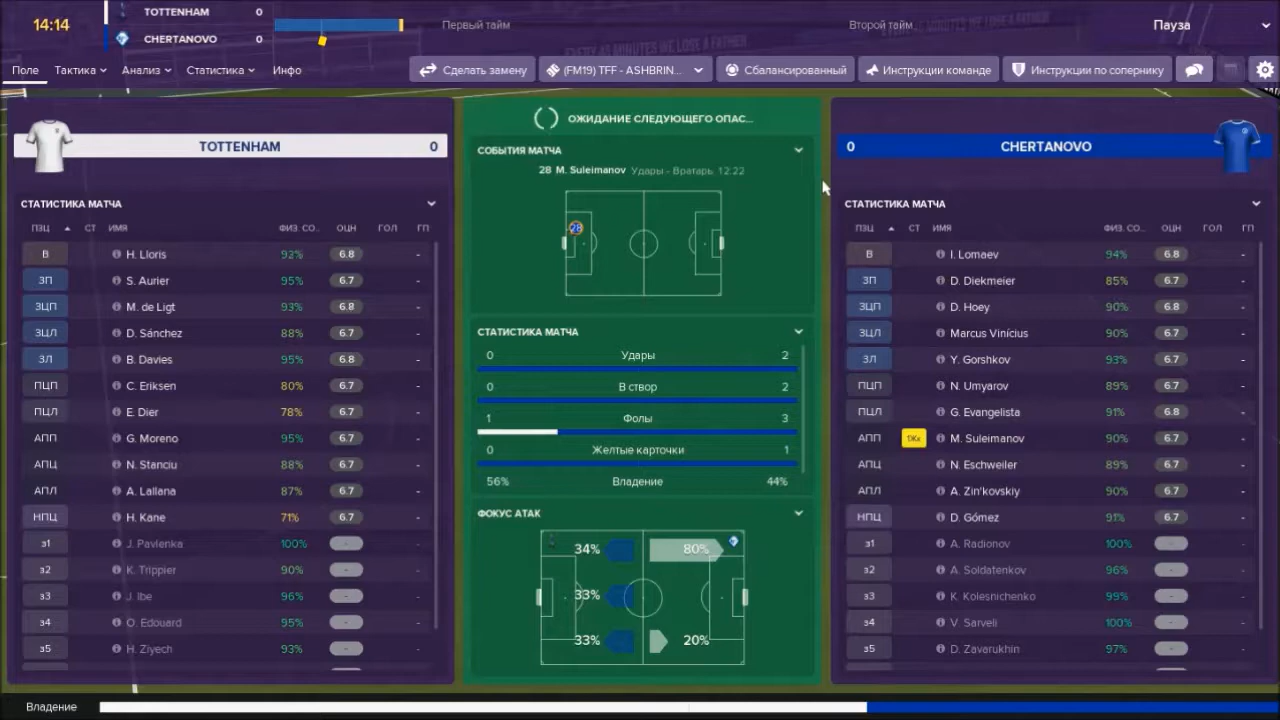 14:14
TOTTENHAM 0
CHERTANOVO 0
Первый тайм
Второй тайм
Пауза
Поле Тактика Анализ Статистика Инфо
Сделать замену
(FM19) TFF - ASHBRIN...
Сбалансированный
Инструкции команде
Инструкции по сопернику
TOTTENHAM 0
СТАТИСТИКА МАТЧА
ПЗЦ СТ ИМЯ ФИЗ. СО... ОЦН ГОЛ ГП
В H. Lloris 92% 6.8 -
ЗП S. Aurier 95% 6.7 -
ЗЦП M. de Ligt 93% 6.8 -
ЗЦЛ D. Sánchez 88% 6.7 -
ЗЛ B. Davies 95% 6.8 -
ПЦП C. Eriksen 80% 6.7 -
ПЦЛ E. Dier 78% 6.7 -
АПП G. Moreno 95% 6.7 -
АПЦ N. Stanciu 88% 6.7 -
АПЛ A. Lallana 87% 6.7 -
НПЦ H. Kane 71% 6.7 -
з1 J. Pavlenka 100% - -
з2 K. Trippier 90% - -
з3 J. Ibe 96% - -
з4 O. Edouard 95% - -
з5 H. Ziyech 93% - -
ОЖИДАНИЕ СЛЕДУЮЩЕГО ОПАС...
СОБЫТИЯ МАТЧА
28 M. Suleimanov Удары - Вратарь 12:22
28
СТАТИСТИКА МАТЧА
0 Удары 2
0 В створ 2
1 Фолы 3
0 Желтые карточки 1
56% Владение 44%
ФОКУС АТАК
34% 80%
33%
33% 20%
0 CHERTANOVO
СТАТИСТИКА МАТЧА
ПЗЦ СТ ИМЯ ФИЗ. СО... ОЦН ГОЛ ГП
В I. Lomaev 94% 6.8 -
ЗП D. Diekmeier 85% 6.7 -
ЗЦП D. Hoey 90% 6.8 -
ЗЦЛ Marcus Vinícius 90% 6.7 -
ЗЛ Y. Gorshkov 93% 6.7 -
ПЦП N. Umyarov 89% 6.7 -
ПЦЛ G. Evangelista 91% 6.8 -
АПП 1Жк M. Suleimanov 90% 6.7 -
АПЦ N. Eschweiler 89% 6.7 -
АПЛ A. Zin'kovskiy 90% 6.7 -
НПЦ D. Gómez 91% 6.7 -
з1 A. Radionov 100% - -
з2 A. Soldatenkov 96% - -
з3 K. Kolesnichenko 99% - -
з4 V. Sarveli 100% - -
з5 D. Zavarukhin 97% - -
Владение